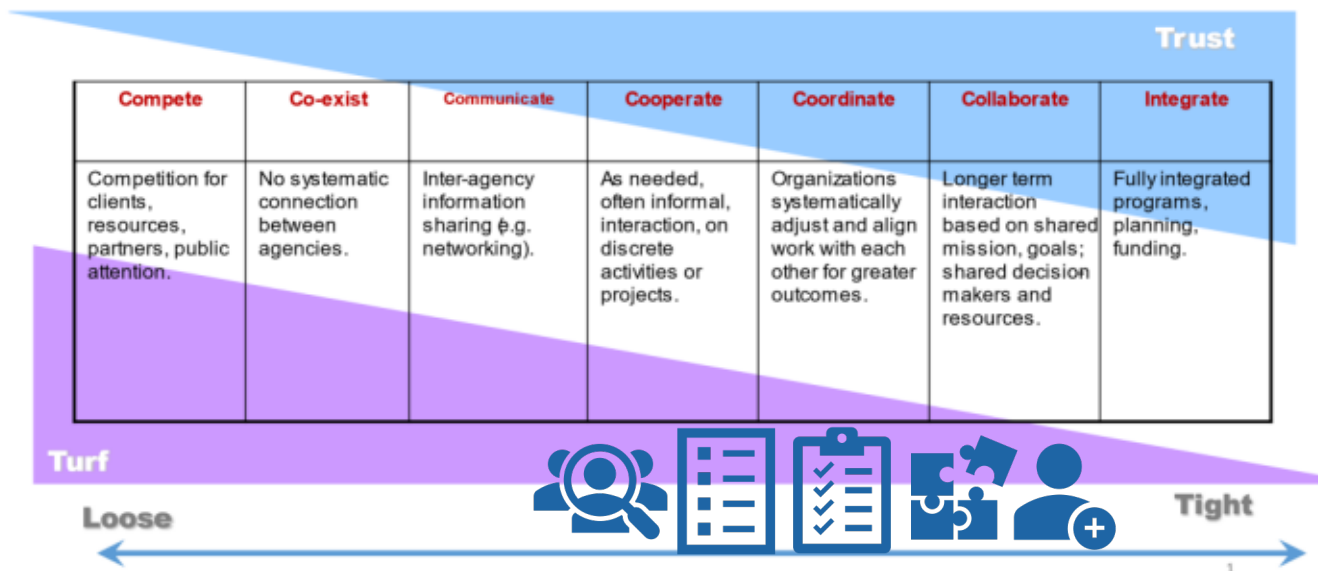 Trust
Compete
Co-exist
Communicate
Cooperate
Coordinate
Collaborate
Integrate
Competition for
clients,
resources,
partners, public
attention.
No systematic
connection
between
agencies.
Inter-agency
information
sharing (e.g.
networking).
As needed,
often informal,
interaction, on
discrete
activities or
projects.
Organizations
systematically
adjust and align
work with each
other for greater
outcomes.
Longer term
interaction
based on shared
mission, goals;
shared decision-
makers and
resources.
Fully integrated
programs,
planning,
funding.
Turf
Loose
Tight
1